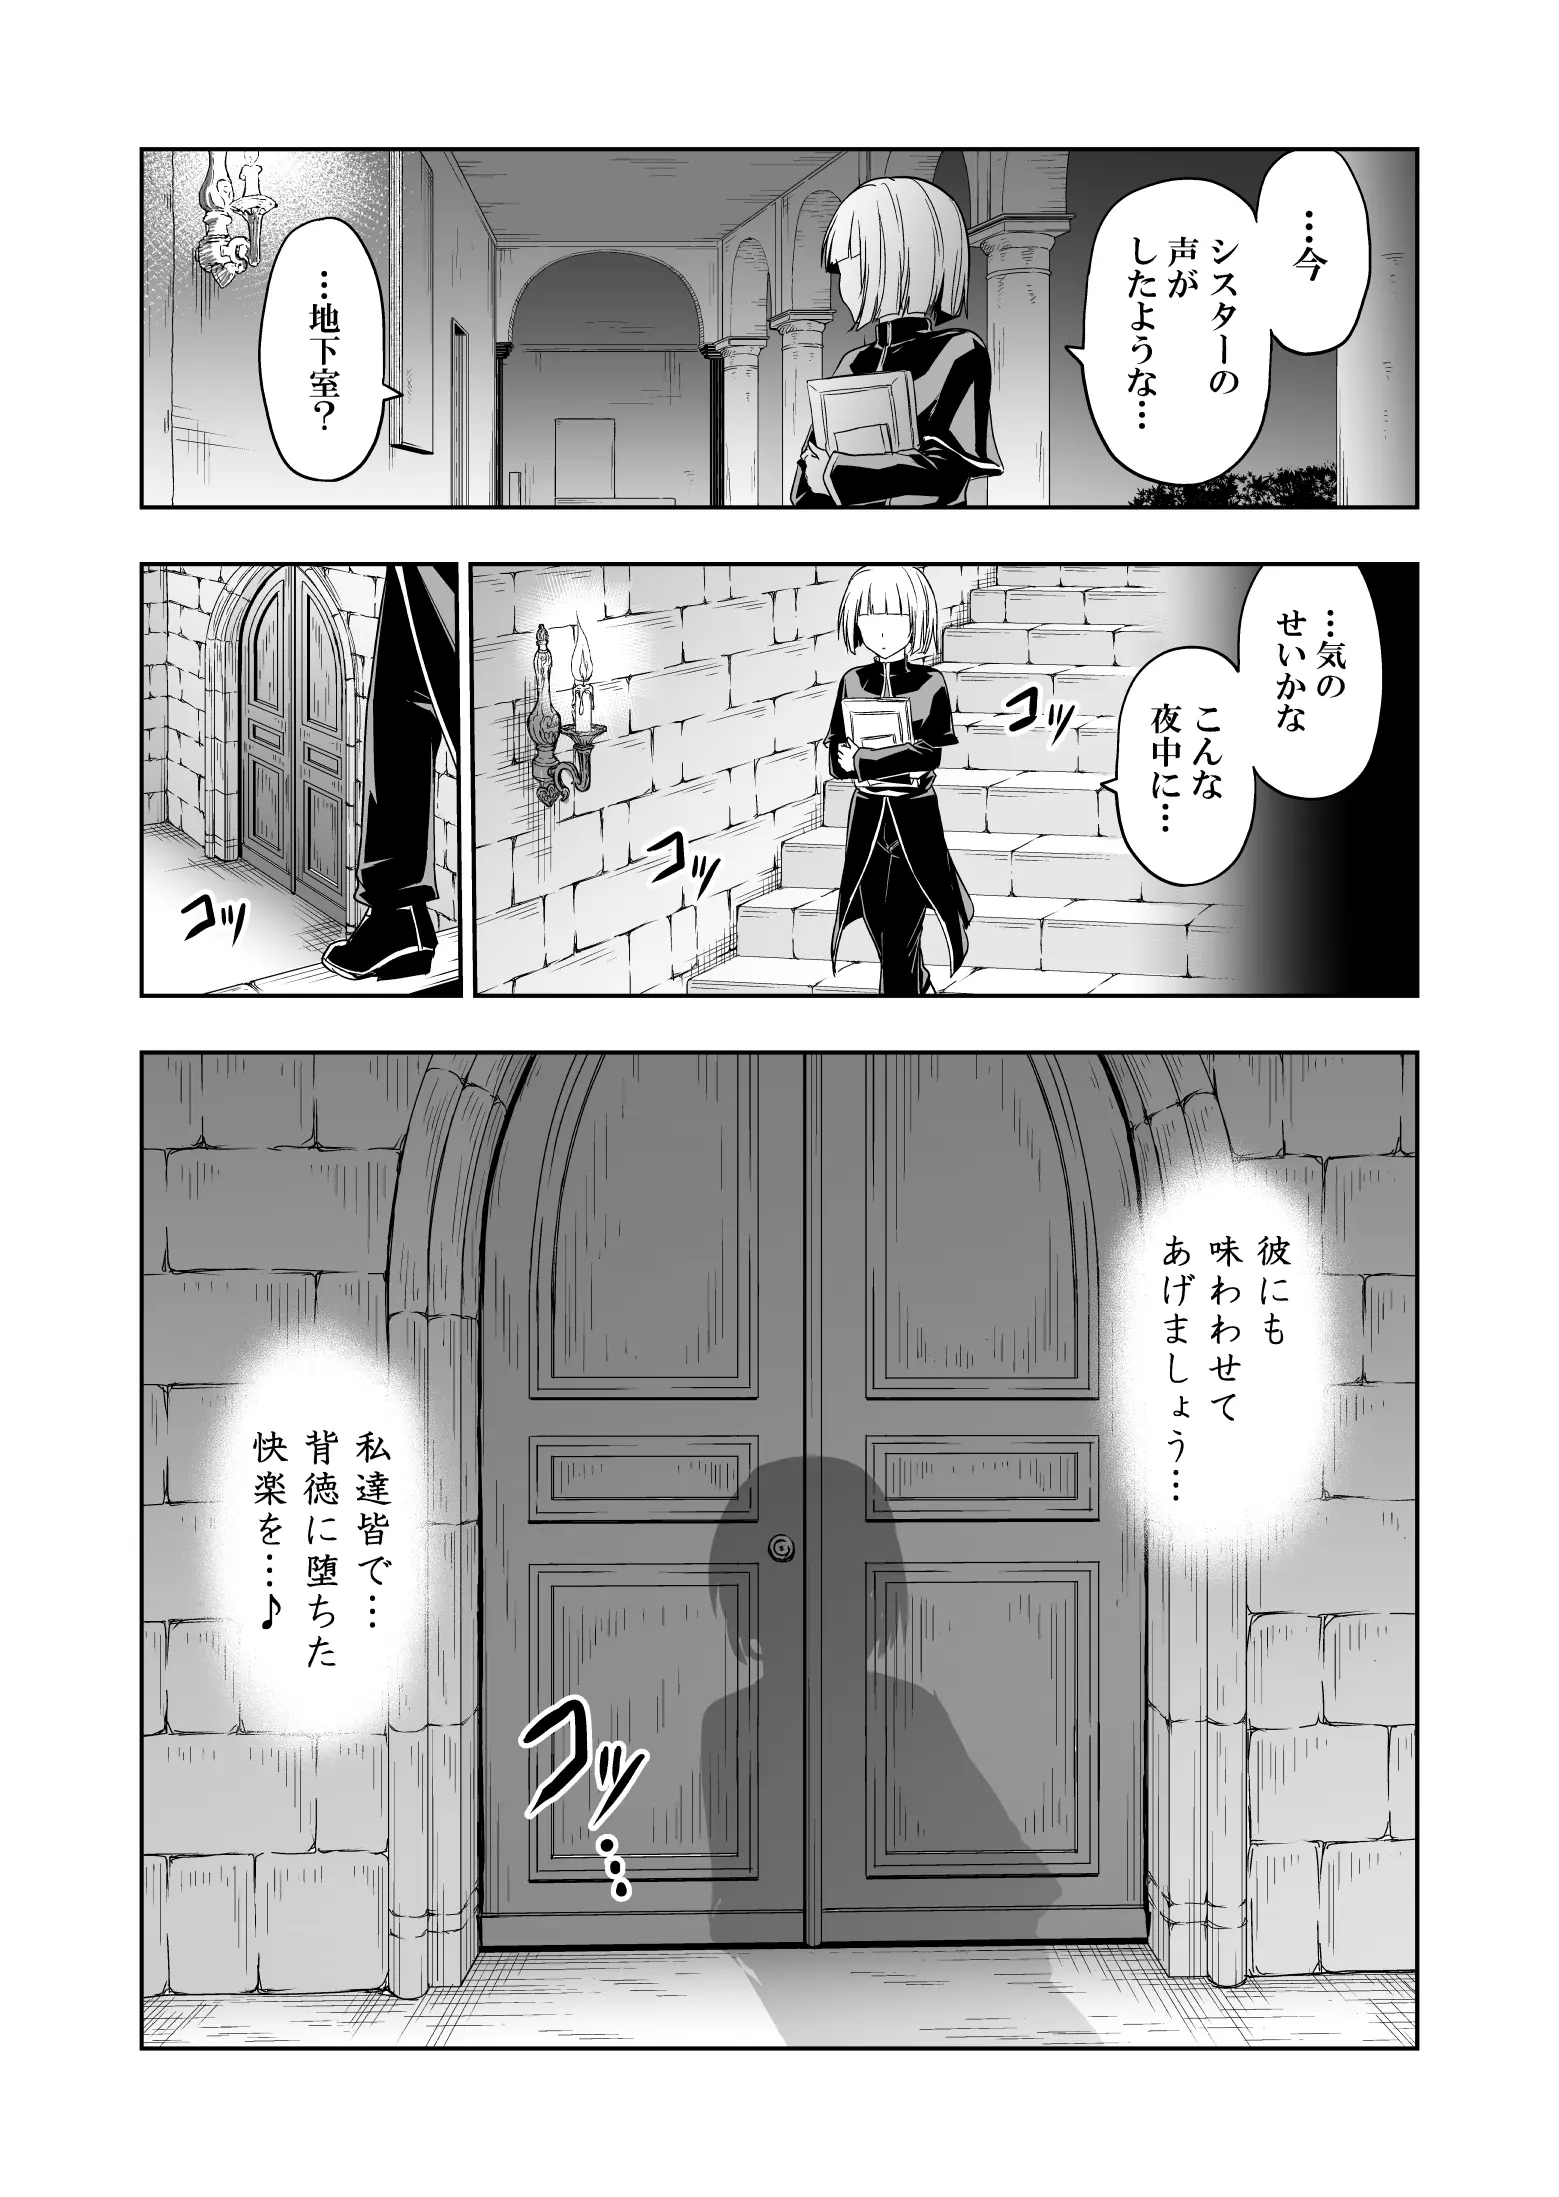 …今
シスターの
声が
したような…
…地下室?
…気の
せいかな
こんな
夜中に…
コッ
コッ
コッ
彼にも
味わわせて
あげましょう…
私達皆で…
背徳に堕ちた
快楽を…♪
コッ…